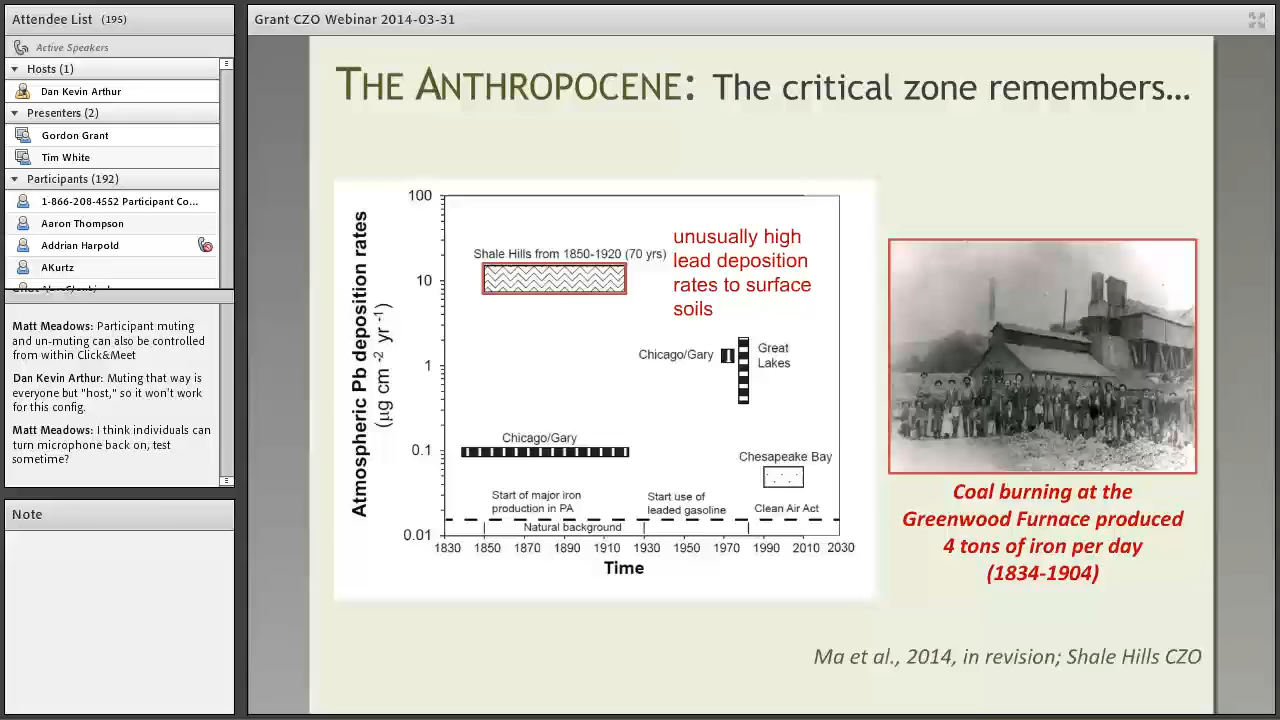 Attendee List (195)
Active Speakers
Hosts (1)
Dan Kevin Arthur
Presenters (2)
Gordon Grant
Tim White
Participants (192)
1-866-208-4552 Participant Co...
Aaron Thompson
Addrian Harpold
AKurtz
Matt Meadows: Participant muting
and un-muting can also be controlled
from within Click&Meet
Dan Kevin Arthur: Muting that way is
everyone but "host," so it won't work
for this config.
Matt Meadows: I think individuals can
turn microphone back on, test
sometime?
Note
Grant CZO Webinar 2014-03-31
THE ANTHROPOCENE: The critical zone remembers...
Atmospheric Pb deposition rates
(µg cm -2 yr -1)
100
10
1
0.1
0.01
Shale Hills from 1850-1920 (70 yrs)
unusually high
lead deposition
rates to surface
soils
Chicago/Gary
Great
Lakes
Chicago/Gary
Chesapeake Bay
Start of major iron
production in PA
Start use of
leaded gasoline
Clean Air Act
Natural background
1830 1850 1870 1890 1910 1930 1950 1970 1990 2010 2030
Time
Coal burning at the
Greenwood Furnace produced
4 tons of iron per day
(1834-1904)
Ma et al., 2014, in revision; Shale Hills CZO